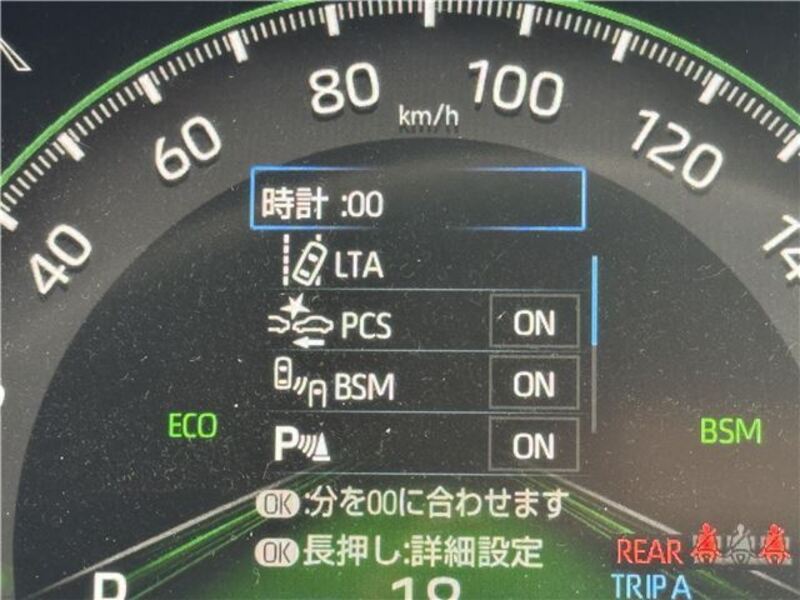 80
100
km/h
60
120
40
時計 :00
LTA
PCS ON
BSM ON
P ON
ECO
BSM
OK:分を00に合わせます
OK長押し:詳細設定
REAR
TRIP A
P
18